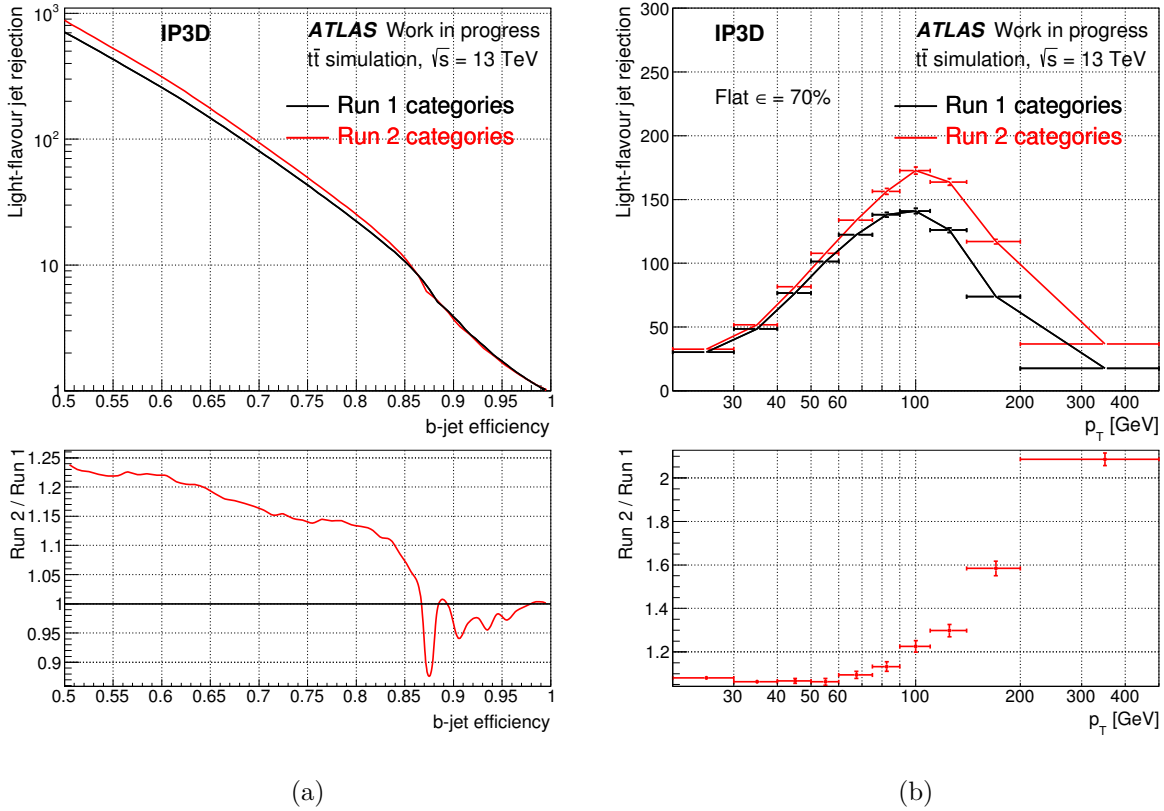 IP3D
ATLAS Work in progress
tt̄ simulation, √s = 13 TeV
Run 1 categories
Run 2 categories
Light-flavour jet rejection
10³
10²
10
1
0.5 0.55 0.6 0.65 0.7 0.75 0.8 0.85 0.9 0.95 1
b-jet efficiency
Run 2 / Run 1
1.25
1.2
1.15
1.1
1.05
1
0.95
0.9
0.5 0.55 0.6 0.65 0.7 0.75 0.8 0.85 0.9 0.95 1
b-jet efficiency
(a)
IP3D
ATLAS Work in progress
tt̄ simulation, √s = 13 TeV
Flat ϵ = 70%
Run 1 categories
Run 2 categories
Light-flavour jet rejection
300
250
200
150
100
50
0
30 40 50 60 100 200 300 400
p_T [GeV]
Run 2 / Run 1
2
1.8
1.6
1.4
1.2
30 40 50 60 100 200 300 400
p_T [GeV]
(b)